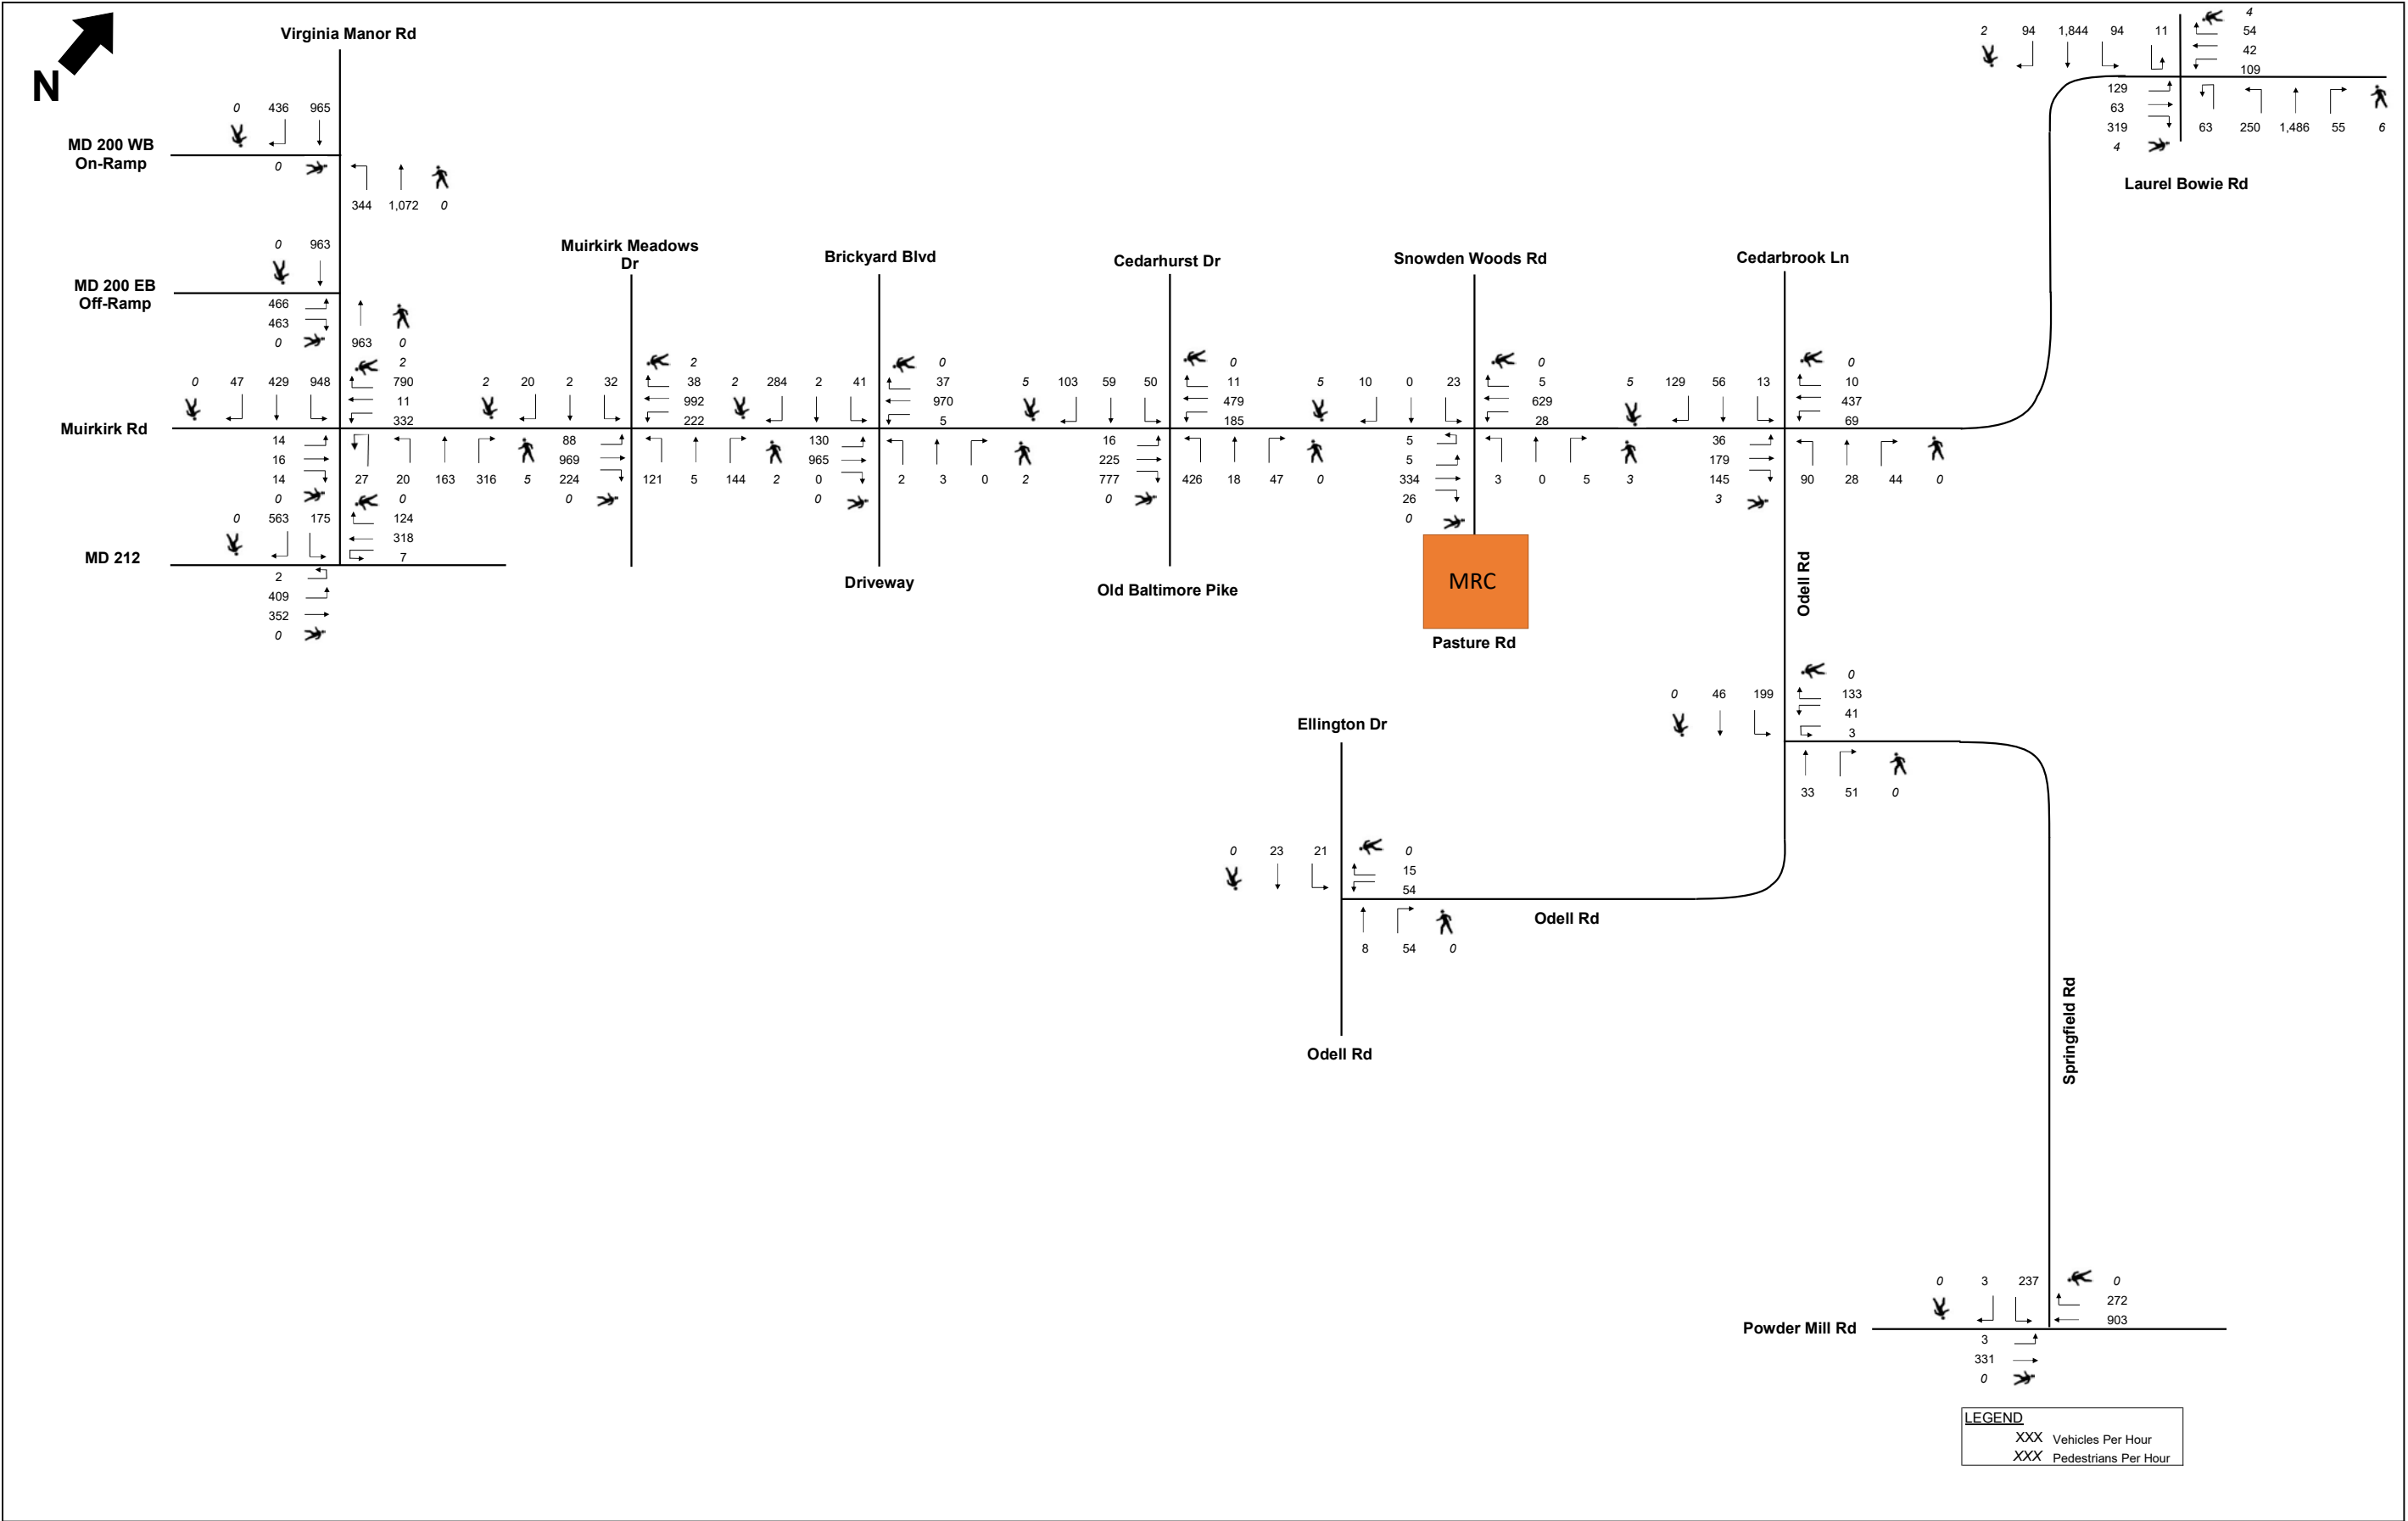 N
Virginia Manor Rd
0 436 965
MD 200 WB
On-Ramp
0
344 1,072 0
0 963
MD 200 EB
Off-Ramp
466
463
0
963 0
2
0 47 429 948 790
11
332
Muirkirk Rd
14
16
14
0
27 20 163 316 5
0
0 563 175 124
318
7
MD 212
2
409
352
0
Muirkirk Meadows
Dr
2
2 20 2 32 38
992
222
88
969
224
0
121 5 144 2
Brickyard Blvd
0
2 284 2 41 37
970
5
130
965
0
0
2 3 0 2
Driveway
Cedarhurst Dr
0
5 103 59 50 11
479
185
16
225
777
0
426 18 47 0
Old Baltimore Pike
Snowden Woods Rd
0
5 10 0 23 5
629
28
5
5
334
26
0
3 0 5 3
MRC
Pasture Rd
Cedarbrook Ln
0
5 129 56 13 10
437
69
36
179
145
3
90 28 44 0
Odell Rd
4
2 94 1,844 94 11 54
42
109
129
63
319
4
63 250 1,486 55 6
Laurel Bowie Rd
0
0 46 199 133
41
3
33 51 0
Ellington Dr
0 23 21 0
15
54
8 54 0
Odell Rd
Odell Rd
Springfield Rd
0 3 237 0
272
903
Powder Mill Rd
3
331
0
LEGEND
XXX Vehicles Per Hour
XXX Pedestrians Per Hour